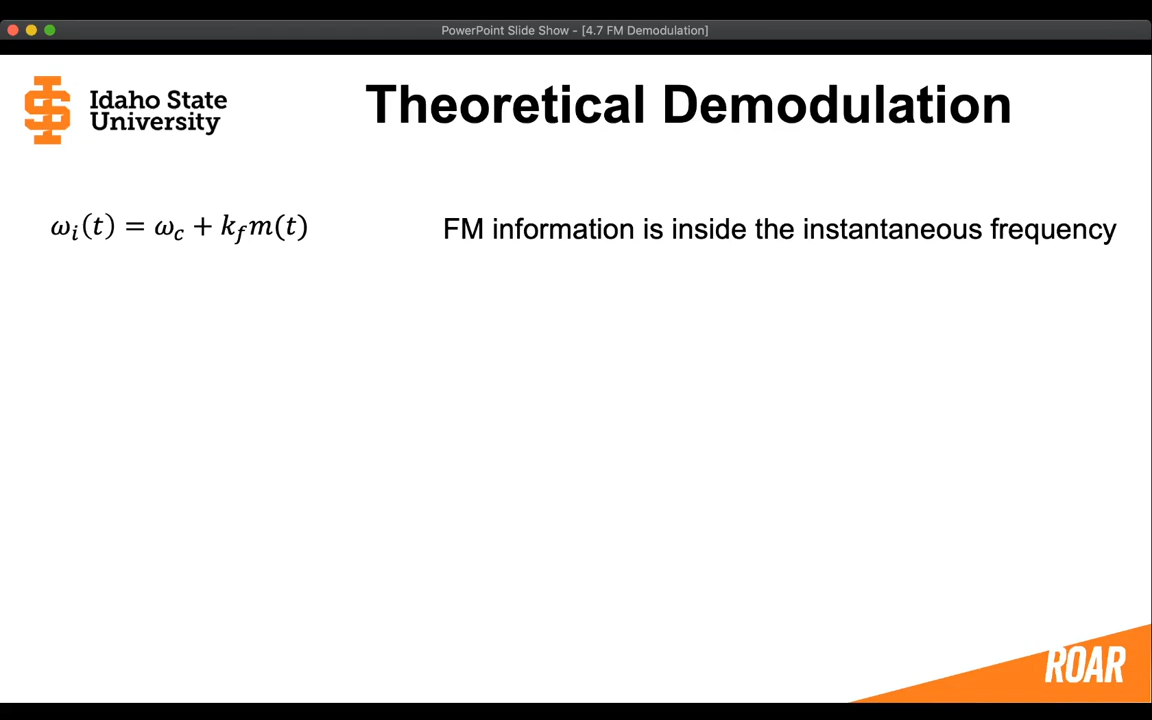 PowerPoint Slide Show - [4.7 FM Demodulation]
Idaho State
University
Theoretical Demodulation
ωᵢ(t) = ω_c + k_f m(t)
FM information is inside the instantaneous frequency
ROAR